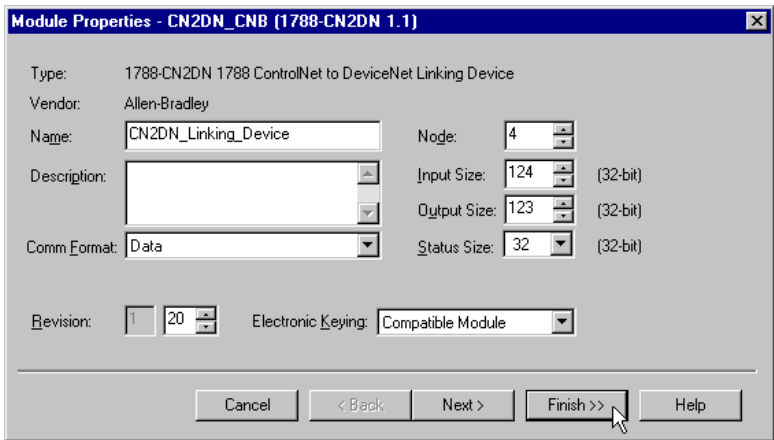 Module Properties - CN2DN_CNB (1788-CN2DN 1.1)
Type: 1788-CN2DN 1788 ControlNet to DeviceNet Linking Device
Vendor: Allen-Bradley
Name: CN2DN_Linking_Device Node: 4
Description: Input Size: 124 (32-bit)
Output Size: 123 (32-bit)
Comm Format: Data Status Size: 32 (32-bit)
Revision: 1 20 Electronic Keying: Compatible Module
Cancel < Back Next > Finish >> Help